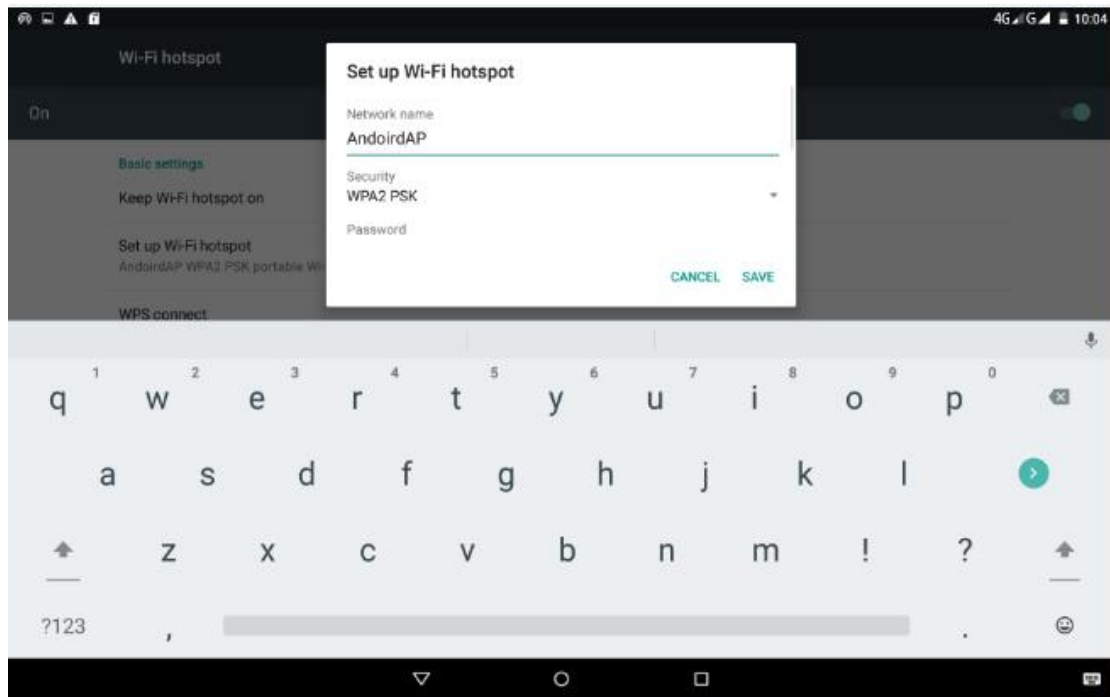 4G G 10:04
Wi-Fi hotspot
On
Basic settings
Keep Wi-Fi hotspot on
Set up Wi-Fi hotspot
AndoirdAP WPA2 PSK portable Wi-
WPS connect
Set up Wi-Fi hotspot
Network name
AndoirdAP
Security
WPA2 PSK
Password
CANCEL SAVE
1 2 3 4 5 6 7 8 9 0
q w e r t y u i o p
a s d f g h j k l
z x c v b n m ! ?
?123 , .